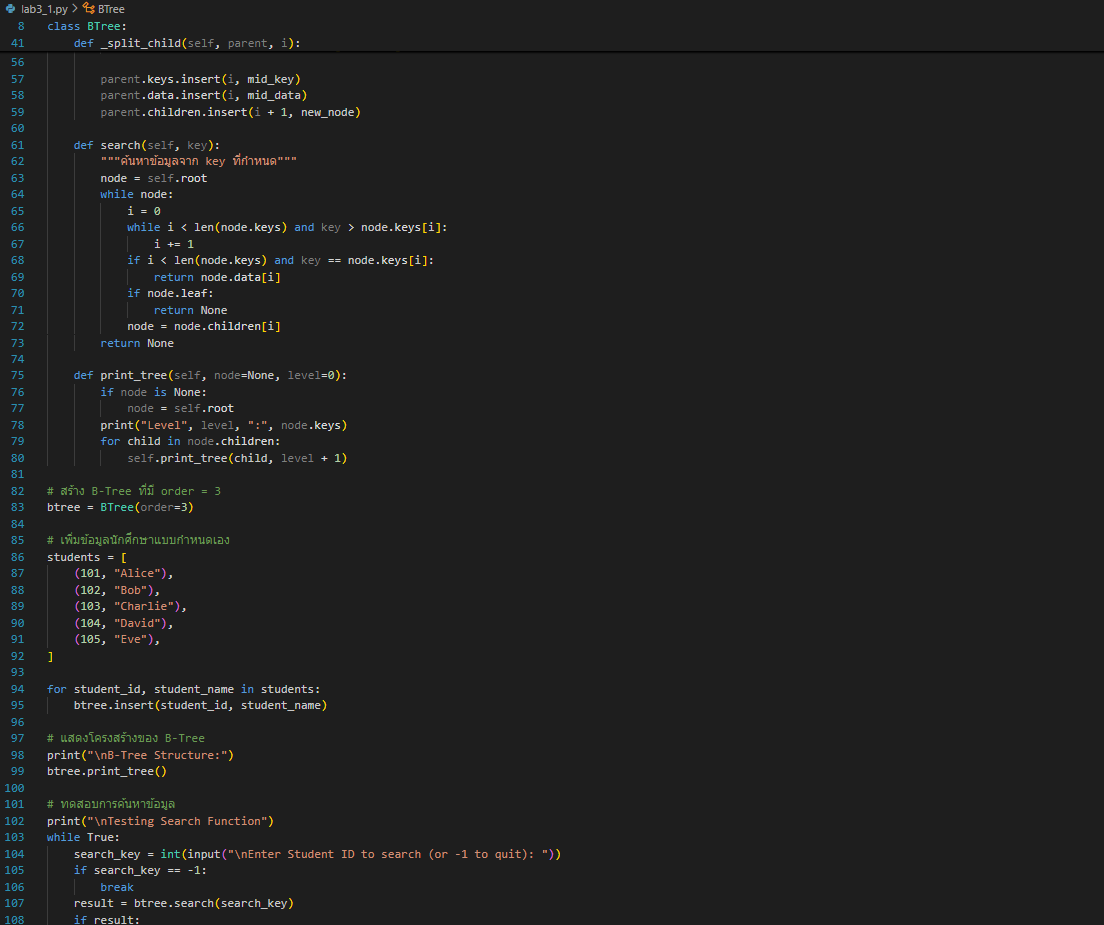 lab3_1.py > BTree
8 class BTree:
41     def _split_child(self, parent, i):
56
57         parent.keys.insert(i, mid_key)
58         parent.data.insert(i, mid_data)
59         parent.children.insert(i + 1, new_node)
60
61     def search(self, key):
62         """ค้นหาข้อมูลจาก key ที่กำหนด"""
63         node = self.root
64         while node:
65             i = 0
66             while i < len(node.keys) and key > node.keys[i]:
67                 i += 1
68             if i < len(node.keys) and key == node.keys[i]:
69                 return node.data[i]
70             if node.leaf:
71                 return None
72             node = node.children[i]
73         return None
74
75     def print_tree(self, node=None, level=0):
76         if node is None:
77             node = self.root
78         print("Level", level, ":", node.keys)
79         for child in node.children:
80             self.print_tree(child, level + 1)
81
82 # สร้าง B-Tree ที่มี order = 3
83 btree = BTree(order=3)
84
85 # เพิ่มข้อมูลนักศึกษาแบบกำหนดเอง
86 students = [
87     (101, "Alice"),
88     (102, "Bob"),
89     (103, "Charlie"),
90     (104, "David"),
91     (105, "Eve"),
92 ]
93
94 for student_id, student_name in students:
95     btree.insert(student_id, student_name)
96
97 # แสดงโครงสร้างของ B-Tree
98 print("\nB-Tree Structure:")
99 btree.print_tree()
100
101 # ทดสอบการค้นหาข้อมูล
102 print("\nTesting Search Function")
103 while True:
104     search_key = int(input("\nEnter Student ID to search (or -1 to quit): "))
105     if search_key == -1:
106         break
107     result = btree.search(search_key)
108     if result: